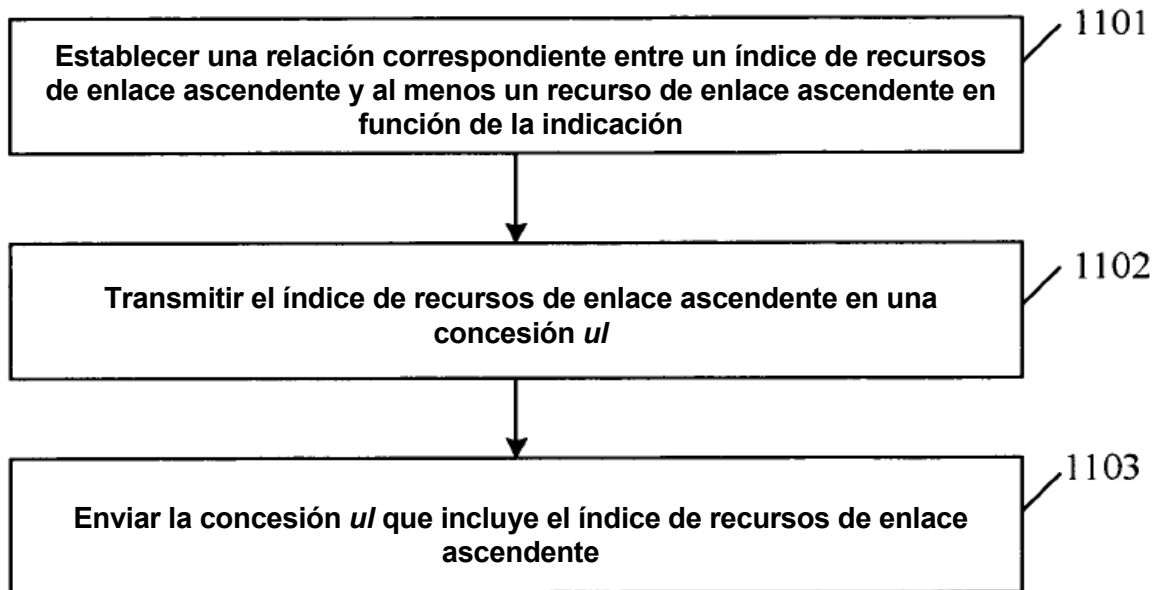 1101
Establecer una relación correspondiente entre un índice de recursos
de enlace ascendente y al menos un recurso de enlace ascendente en
función de la indicación
1102
Transmitir el índice de recursos de enlace ascendente en una
concesión ul
1103
Enviar la concesión ul que incluye el índice de recursos de enlace
ascendente